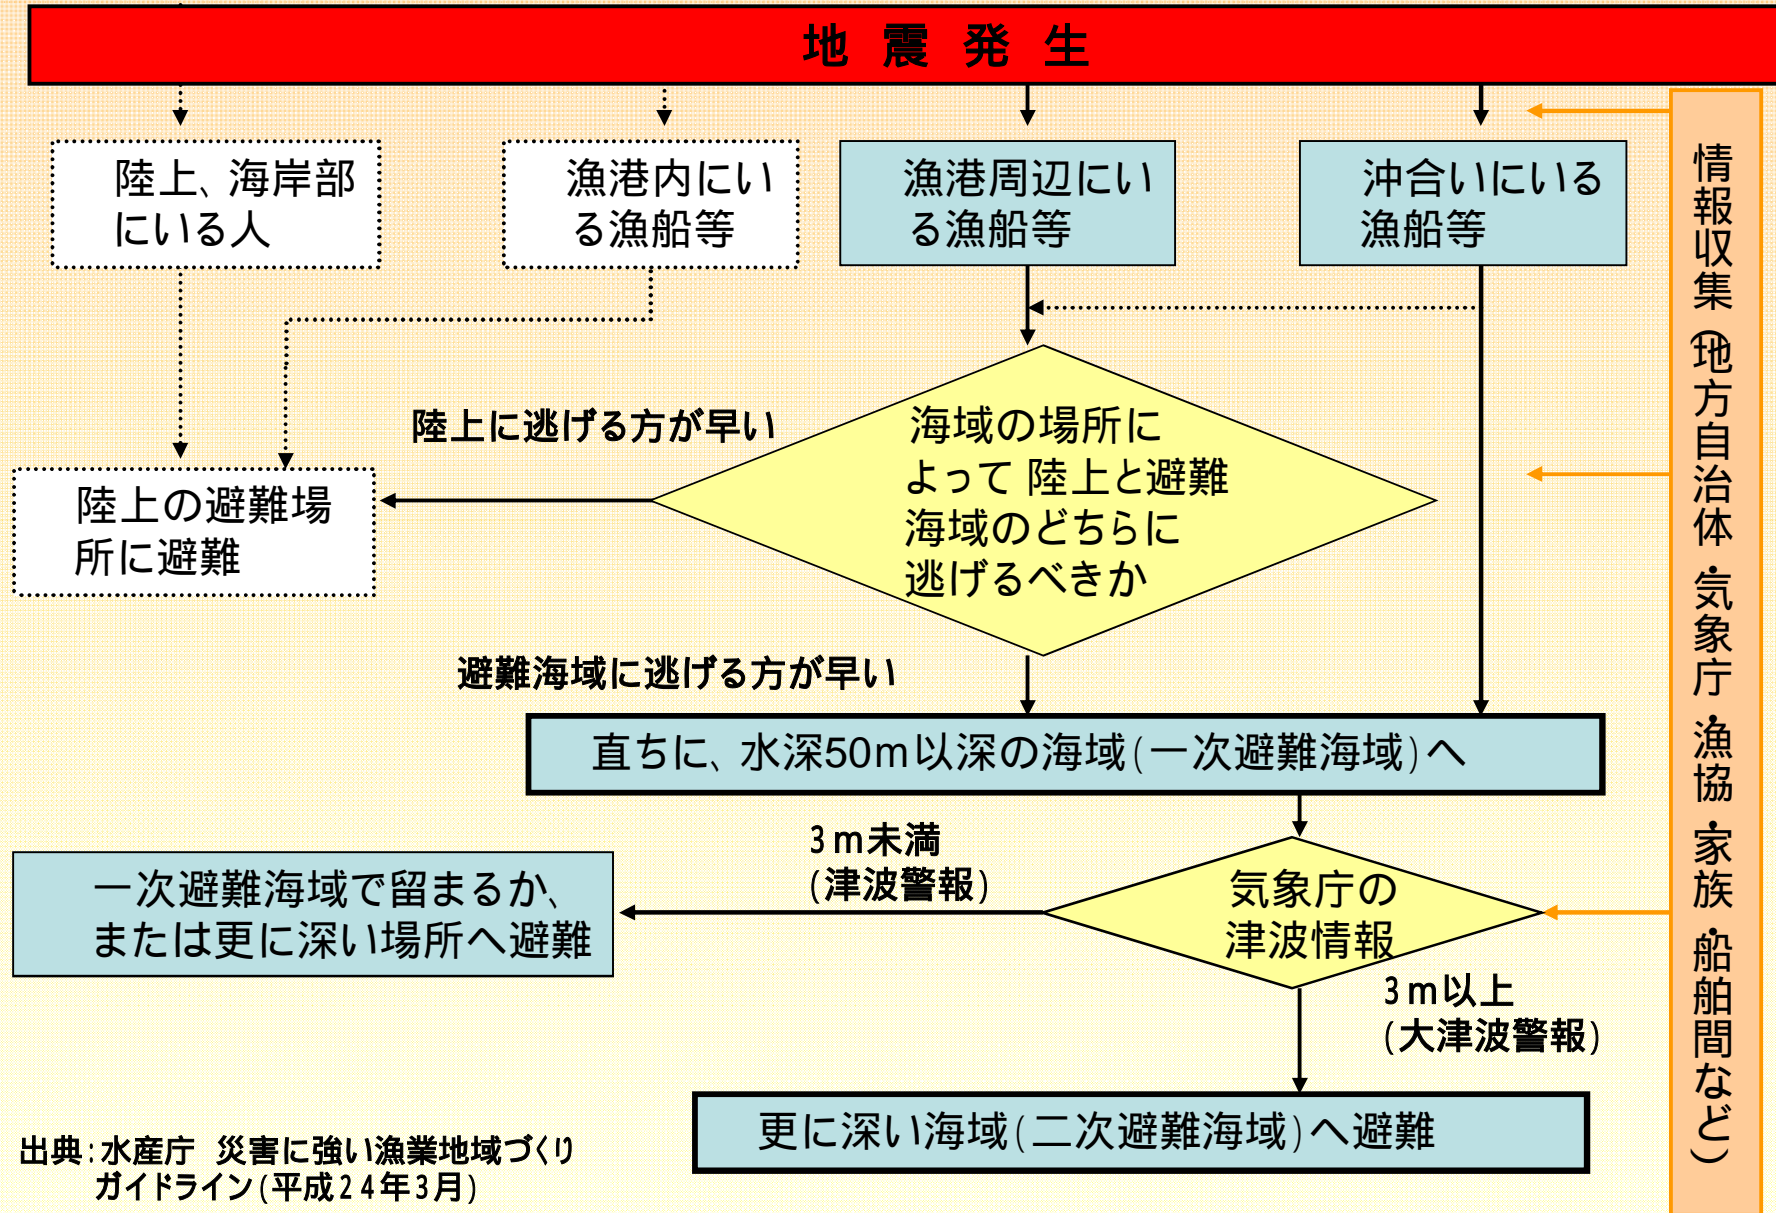 地震発生
陸上、海岸部
にいる人
漁港内にい
る漁船等
漁港周辺にい
る漁船等
沖合いにいる
漁船等
情報収集（地方自治体・気象庁・漁協・家族・船舶間など）
陸上に逃げる方が早い
海域の場所に
よって 陸上と避難
海域のどちらに
逃げるべきか
陸上の避難場
所に避難
避難海域に逃げる方が早い
直ちに、水深50m以深の海域(一次避難海域)へ
3m未満
(津波警報)
気象庁の
津波情報
一次避難海域で留まるか、
または更に深い場所へ避難
3m以上
(大津波警報)
更に深い海域(二次避難海域)へ避難
出典:水産庁 災害に強い漁業地域づくり
ガイドライン(平成24年3月)